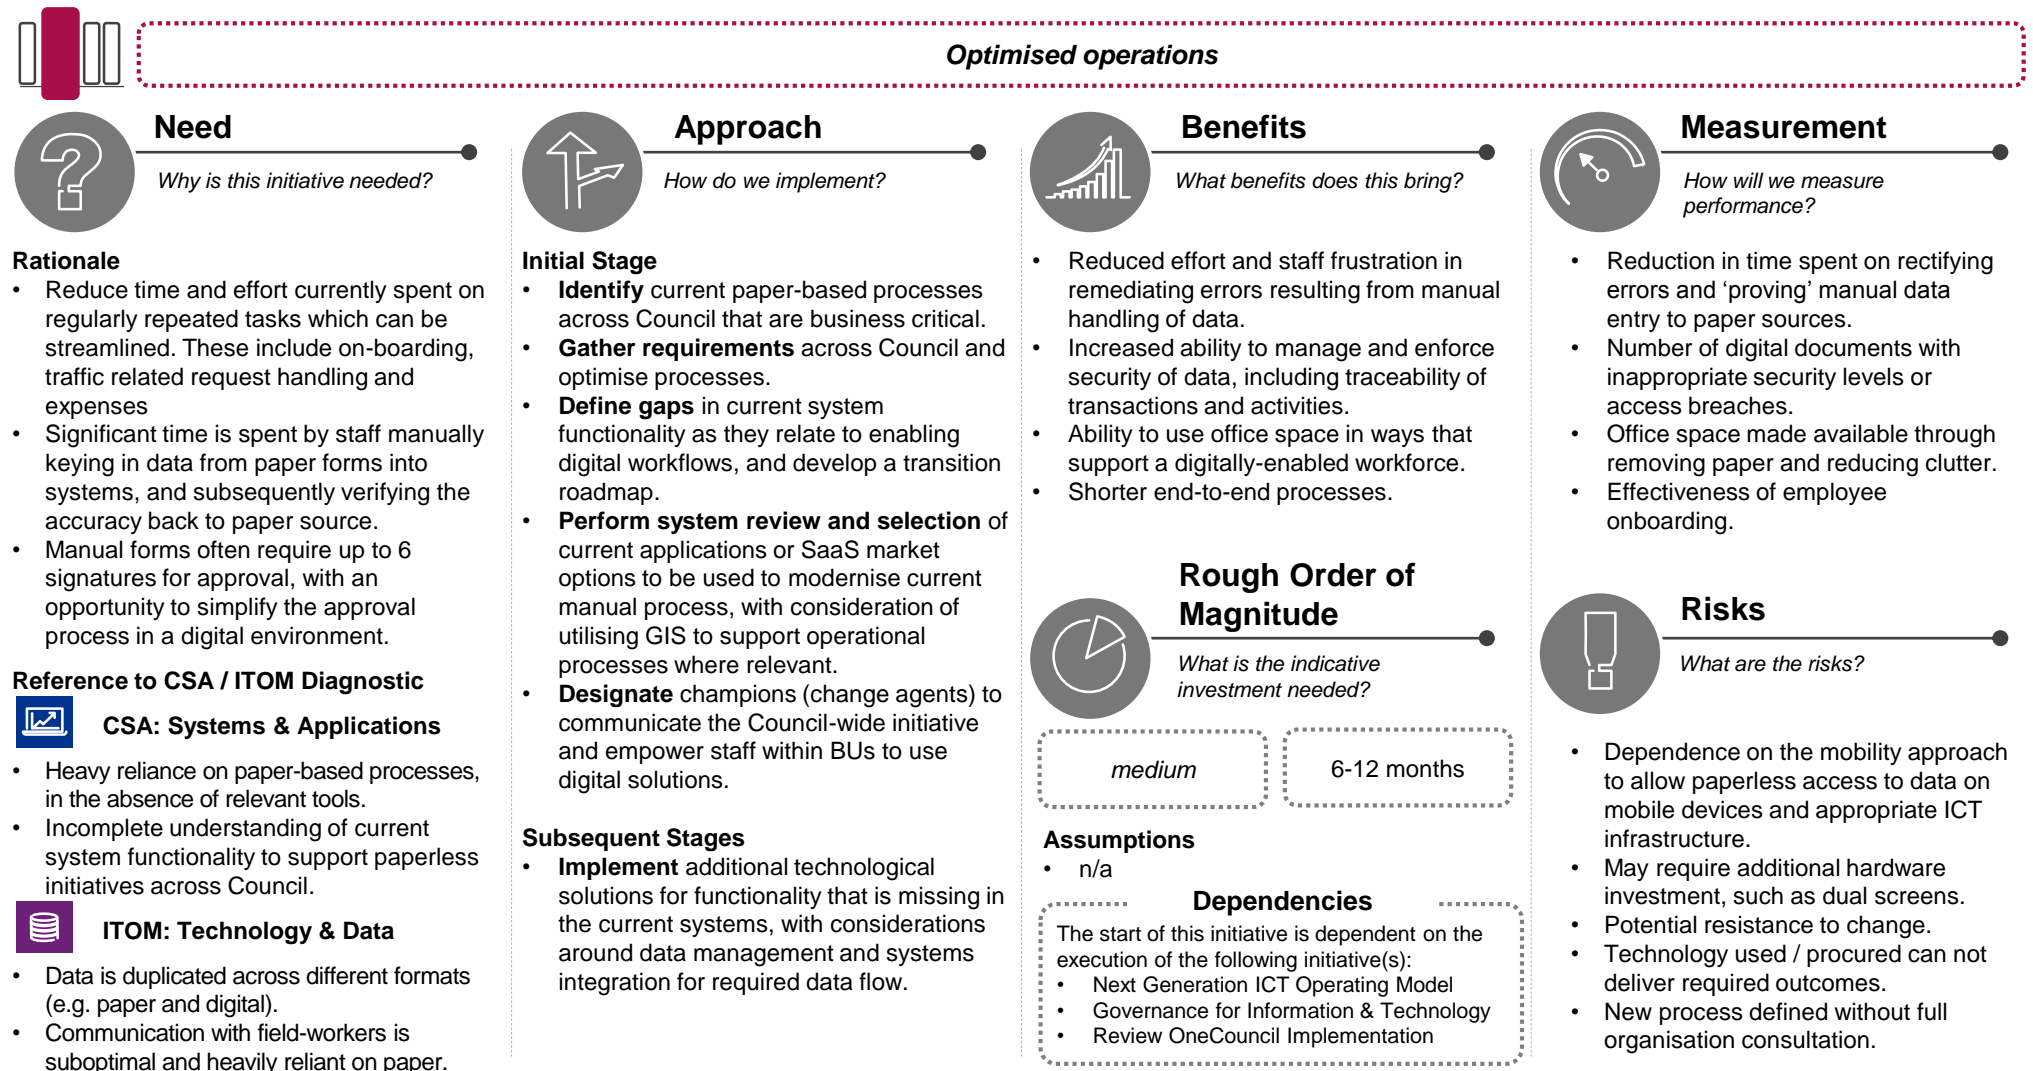 Optimised operations
Need
Why is this initiative needed?
Rationale
• Reduce time and effort currently spent on
regularly repeated tasks which can be
streamlined. These include on-boarding,
traffic related request handling and
expenses
• Significant time is spent by staff manually
keying in data from paper forms into
systems, and subsequently verifying the
accuracy back to paper source.
• Manual forms often require up to 6
signatures for approval, with an
opportunity to simplify the approval
process in a digital environment.
Reference to CSA / ITOM Diagnostic
CSA: Systems & Applications
• Heavy reliance on paper-based processes,
in the absence of relevant tools.
• Incomplete understanding of current
system functionality to support paperless
initiatives across Council.
ITOM: Technology & Data
• Data is duplicated across different formats
(e.g. paper and digital).
• Communication with field-workers is
suboptimal and heavily reliant on paper.
Approach
How do we implement?
Initial Stage
• Identify current paper-based processes
across Council that are business critical.
• Gather requirements across Council and
optimise processes.
• Define gaps in current system
functionality as they relate to enabling
digital workflows, and develop a transition
roadmap.
• Perform system review and selection of
current applications or SaaS market
options to be used to modernise current
manual process, with consideration of
utilising GIS to support operational
processes where relevant.
• Designate champions (change agents) to
communicate the Council-wide initiative
and empower staff within BUs to use
digital solutions.
Subsequent Stages
• Implement additional technological
solutions for functionality that is missing in
the current systems, with considerations
around data management and systems
integration for required data flow.
Benefits
What benefits does this bring?
• Reduced effort and staff frustration in
remediating errors resulting from manual
handling of data.
• Increased ability to manage and enforce
security of data, including traceability of
transactions and activities.
• Ability to use office space in ways that
support a digitally-enabled workforce.
• Shorter end-to-end processes.
Rough Order of
Magnitude
What is the indicative
investment needed?
medium
6-12 months
Assumptions
• n/a
Dependencies
The start of this initiative is dependent on the
execution of the following initiative(s):
• Next Generation ICT Operating Model
• Governance for Information & Technology
• Review OneCouncil Implementation
Measurement
How will we measure
performance?
• Reduction in time spent on rectifying
errors and ‘proving’ manual data
entry to paper sources.
• Number of digital documents with
inappropriate security levels or
access breaches.
• Office space made available through
removing paper and reducing clutter.
• Effectiveness of employee
onboarding.
Risks
What are the risks?
• Dependence on the mobility approach
to allow paperless access to data on
mobile devices and appropriate ICT
infrastructure.
• May require additional hardware
investment, such as dual screens.
• Potential resistance to change.
• Technology used / procured can not
deliver required outcomes.
• New process defined without full
organisation consultation.